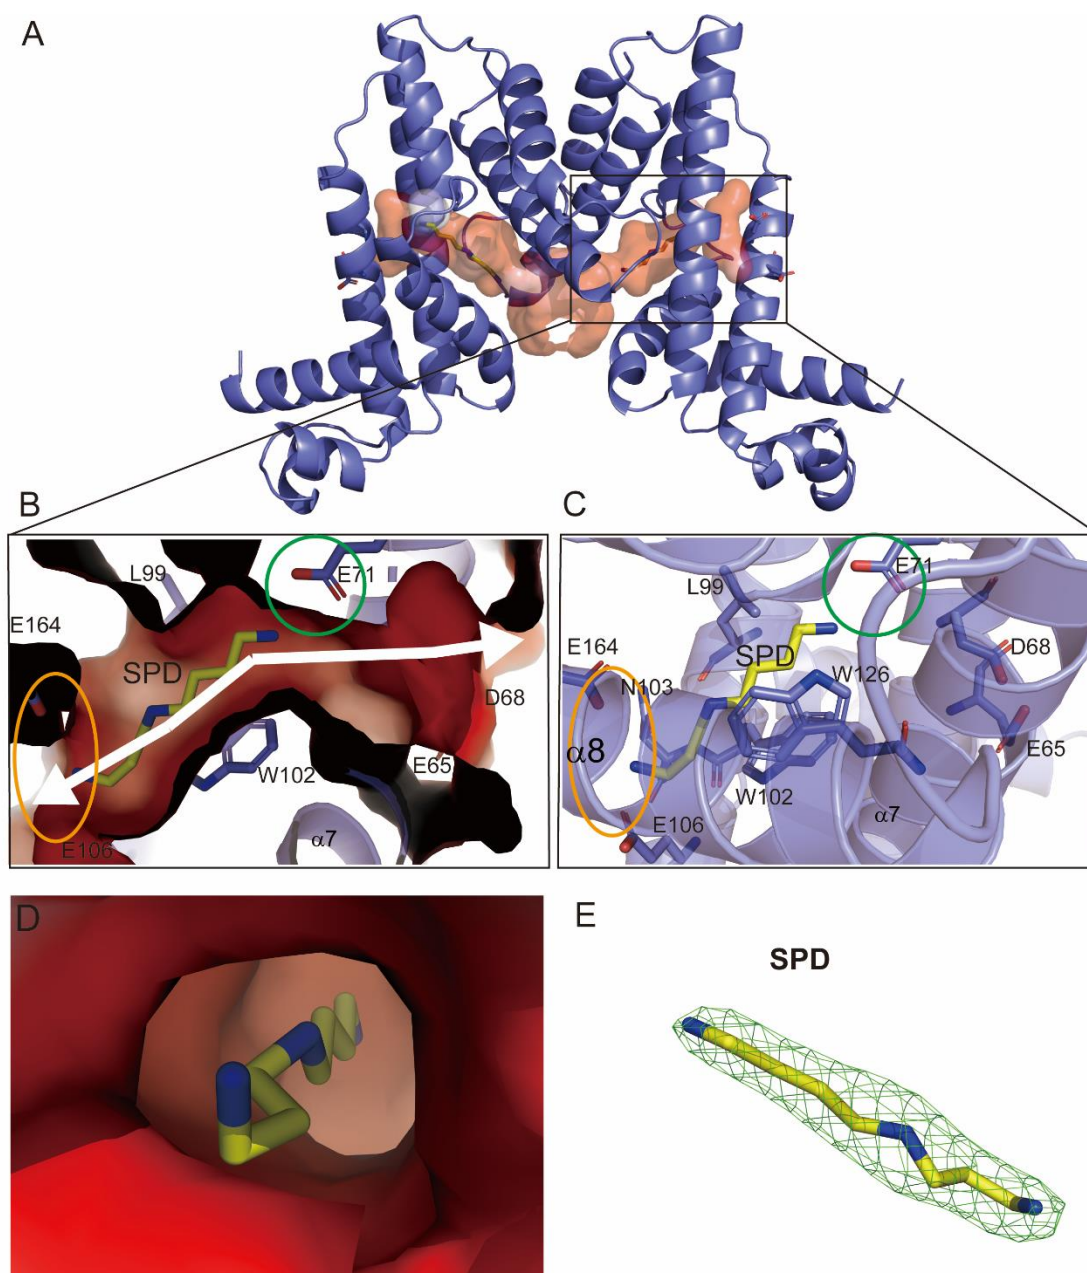 A
B
L99
E71
E164
SPD
D68
W102
E65
E106
α7
C
E71
L99
D68
E164
SPD
W126
N103
α8
E65
W102
α7
E106
D
E
SPD